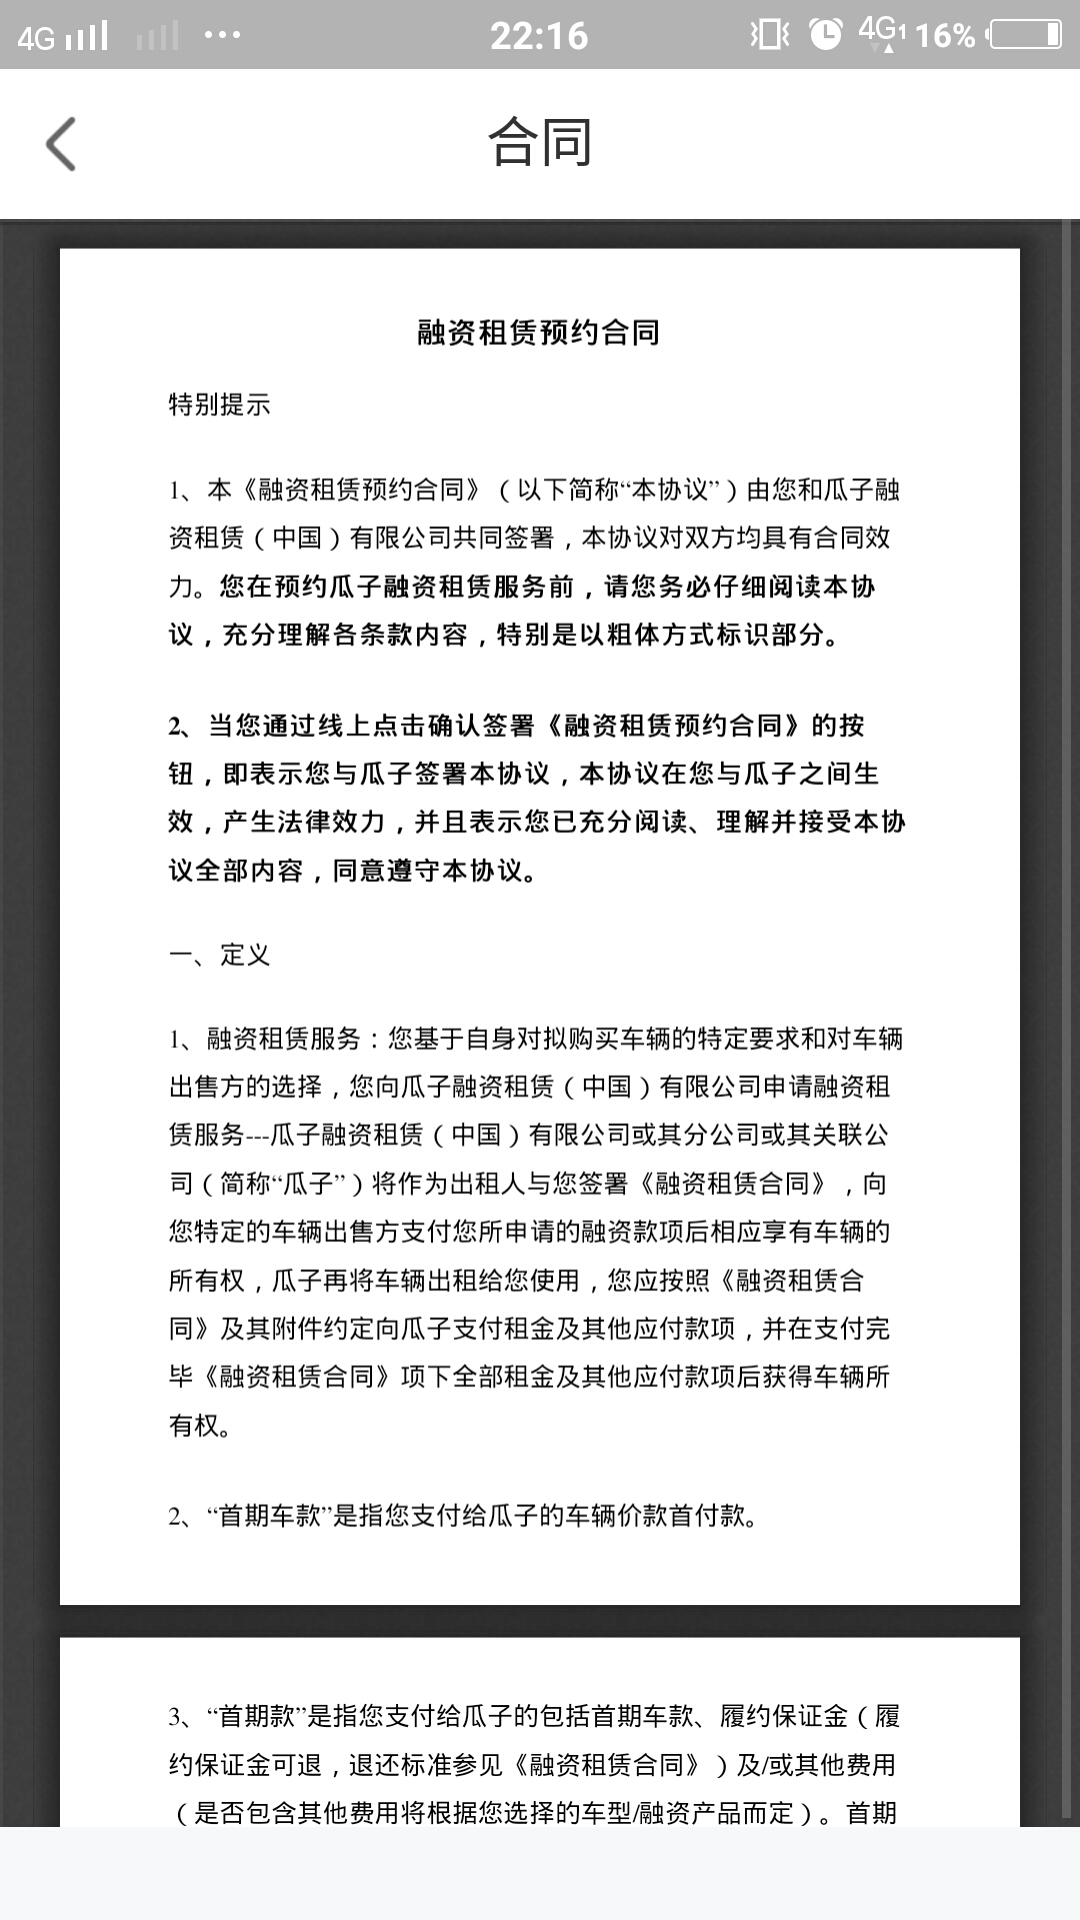 4G ··· 22:16 4G1 16%
合同
融资租赁预约合同
特别提示
1、本《融资租赁预约合同》（以下简称“本协议”）由您和瓜子融
资租赁（中国）有限公司共同签署，本协议对双方均具有合同效
力。您在预约瓜子融资租赁服务前，请您务必仔细阅读本协
议，充分理解各条款内容，特别是以粗体方式标识部分。
2、当您通过线上点击确认签署《融资租赁预约合同》的按
钮，即表示您与瓜子签署本协议，本协议在您与瓜子之间生
效，产生法律效力，并且表示您已充分阅读、理解并接受本协
议全部内容，同意遵守本协议。
一、定义
1、融资租赁服务：您基于自身对拟购买车辆的特定要求和对车辆
出售方的选择，您向瓜子融资租赁（中国）有限公司申请融资租
赁服务---瓜子融资租赁（中国）有限公司或其分公司或其关联公
司（简称“瓜子”）将作为出租人与您签署《融资租赁合同》，向
您特定的车辆出售方支付您所申请的融资款项后相应享有车辆的
所有权，瓜子再将车辆出租给您使用，您应按照《融资租赁合
同》及其附件约定向瓜子支付租金及其他应付款项，并在支付完
毕《融资租赁合同》项下全部租金及其他应付款项后获得车辆所
有权。
2、“首期车款”是指您支付给瓜子的车辆价款首付款。
3、“首期款”是指您支付给瓜子的包括首期车款、履约保证金（履
约保证金可退，退还标准参见《融资租赁合同》）及/或其他费用
（是否包含其他费用将根据您选择的车型/融资产品而定）。首期